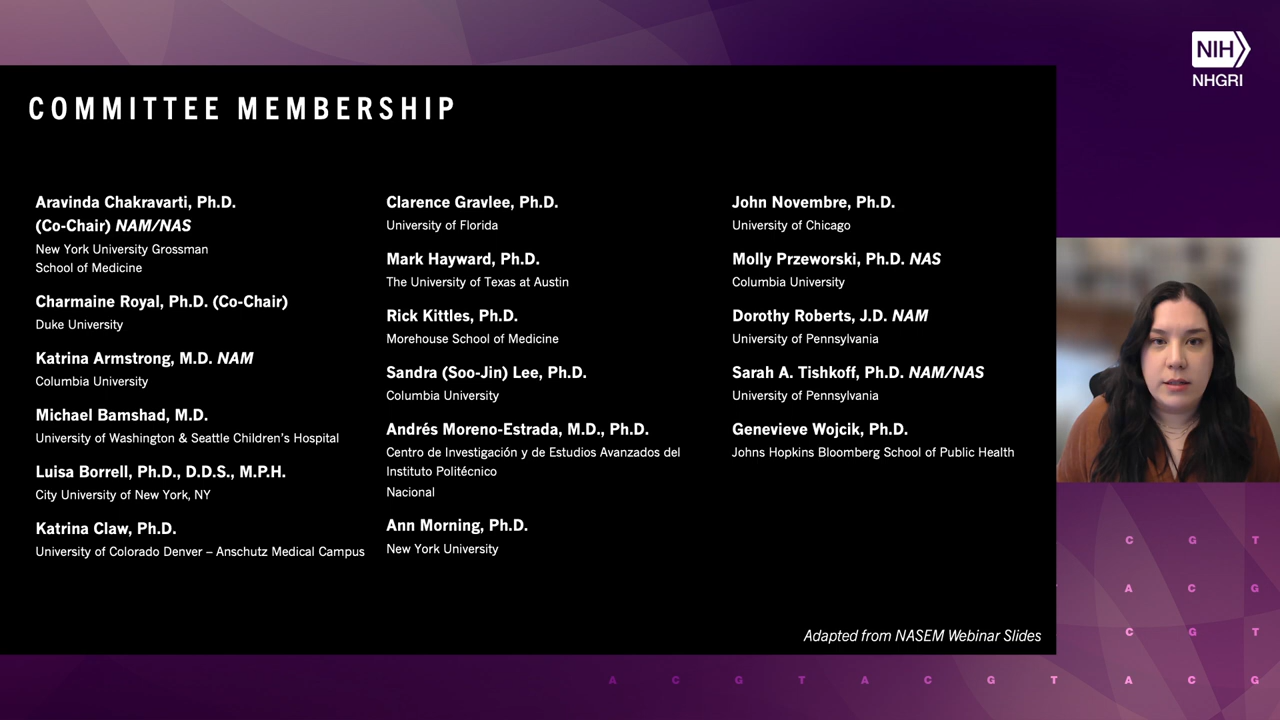 NIH
NHGRI
COMMITTEE MEMBERSHIP
Aravinda Chakravarti, Ph.D.
(Co-Chair) NAM/NAS
New York University Grossman
School of Medicine
Charmaine Royal, Ph.D. (Co-Chair)
Duke University
Katrina Armstrong, M.D. NAM
Columbia University
Michael Bamshad, M.D.
University of Washington & Seattle Children's Hospital
Luisa Borrell, Ph.D., D.D.S., M.P.H.
City University of New York, NY
Katrina Claw, Ph.D.
University of Colorado Denver – Anschutz Medical Campus
Clarence Gravlee, Ph.D.
University of Florida
Mark Hayward, Ph.D.
The University of Texas at Austin
Rick Kittles, Ph.D.
Morehouse School of Medicine
Sandra (Soo-Jin) Lee, Ph.D.
Columbia University
Andrés Moreno-Estrada, M.D., Ph.D.
Centro de Investigación y de Estudios Avanzados del
Instituto Politécnico
Nacional
Ann Morning, Ph.D.
New York University
John Novembre, Ph.D.
University of Chicago
Molly Przeworski, Ph.D. NAS
Columbia University
Dorothy Roberts, J.D. NAM
University of Pennsylvania
Sarah A. Tishkoff, Ph.D. NAM/NAS
University of Pennsylvania
Genevieve Wojcik, Ph.D.
Johns Hopkins Bloomberg School of Public Health
Adapted from NASEM Webinar Slides
C G T
A C G
C G T
A C G T A C G T A C G